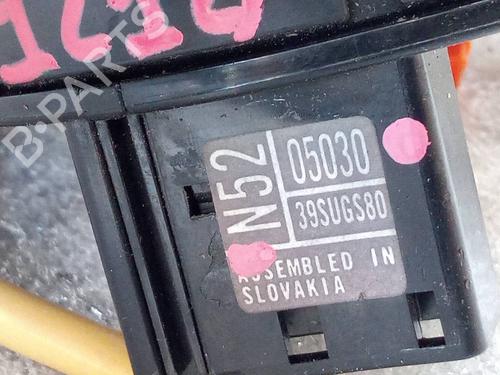 B-PARTS
N52
05030
39SUGS80
ASSEMBLED IN
SLOVAKIA